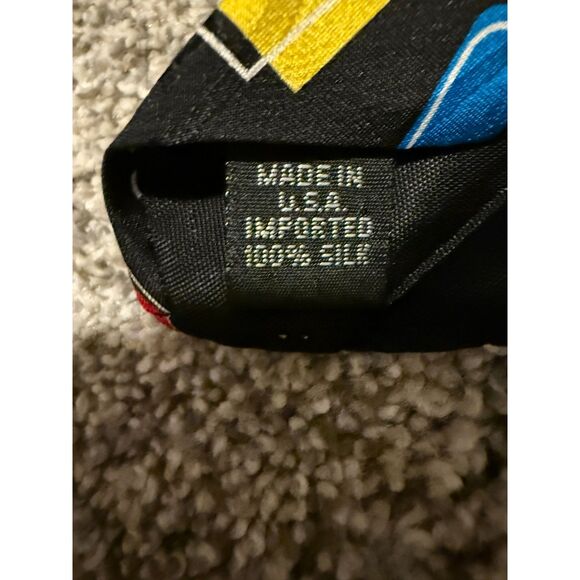 MADE IN
U.S.A.
IMPORTED
100% SILK